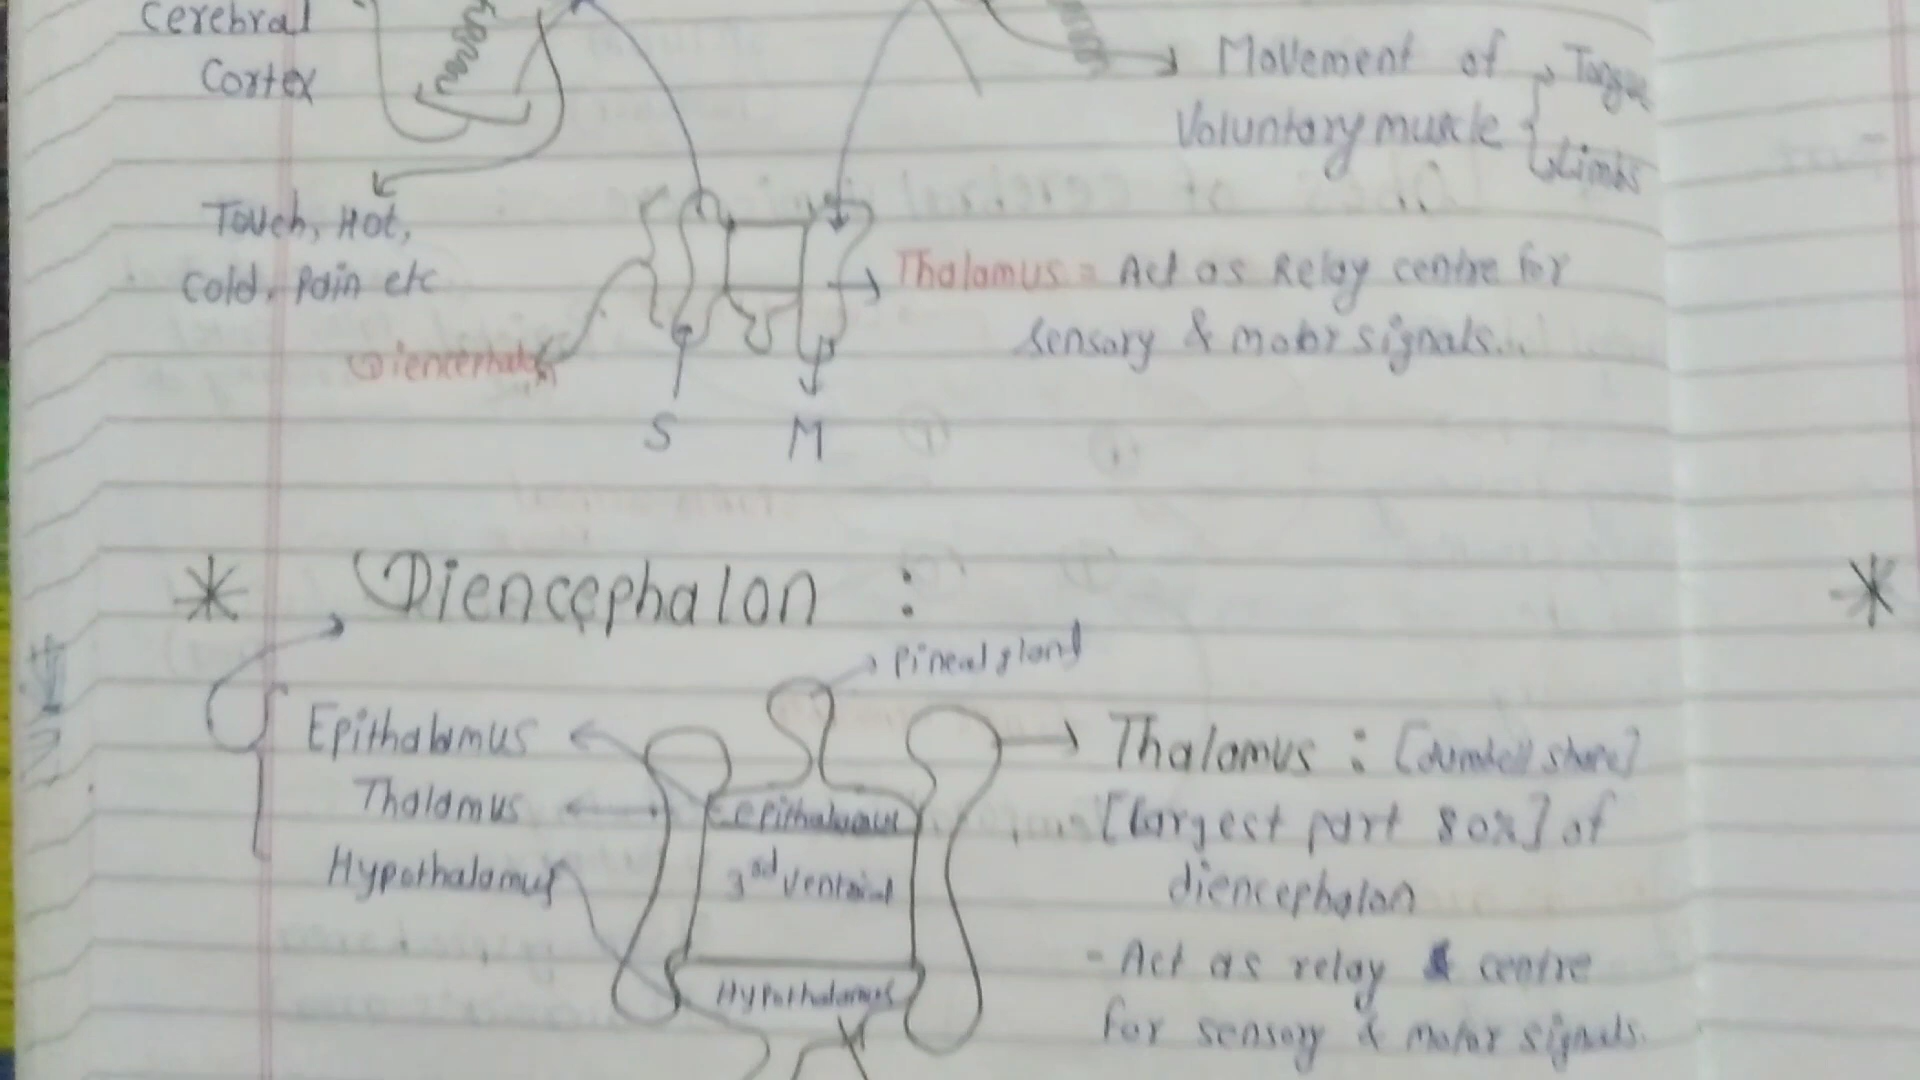 Cerebral
Cortex
Movement of → Tongue
Voluntary muscle
Limbs
Touch, Hot,
cold, pain etc
Thalamus = Act as Relay centre for
sensory & motor signals..
Diencephalon
S M
* Diencephalon :
→ Pineal gland
Epithalamus
Thalamus
Hypothalamus
epithalamus
3rd
Hypothalamus
Thalamus : [dumbell shape]
[largest part 80%] of
diencephalon
- Act as relay centre
for sensory & motor signals.
*